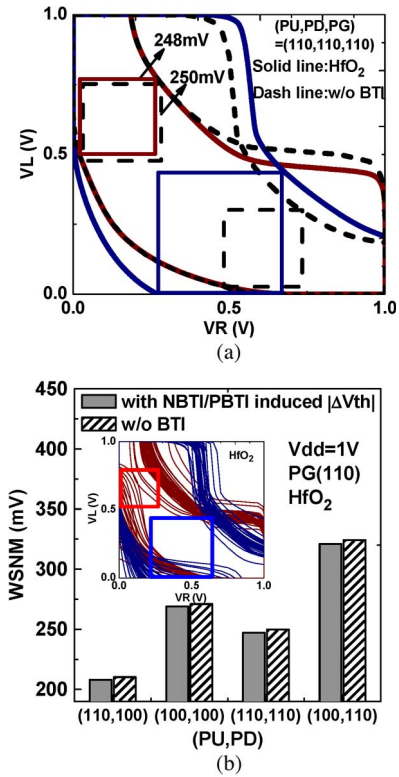 1.0
0.5
0.0
VL (V)
248mV
250mV
(PU,PD,PG)
=(110,110,110)
Solid line:HfO₂
Dash line:w/o BTI
0.0
0.5
1.0
VR (V)
(a)
450
400
350
300
250
200
WSNM (mV)
with NBTI/PBTI induced |ΔVth|
w/o BTI
Vdd=1V
PG(110)
HfO₂
1.0
0.5
0.0
VL (V)
HfO₂
0.0
0.5
1.0
VR (V)
(110,100)
(100,100)
(110,110)
(100,110)
(PU,PD)
(b)